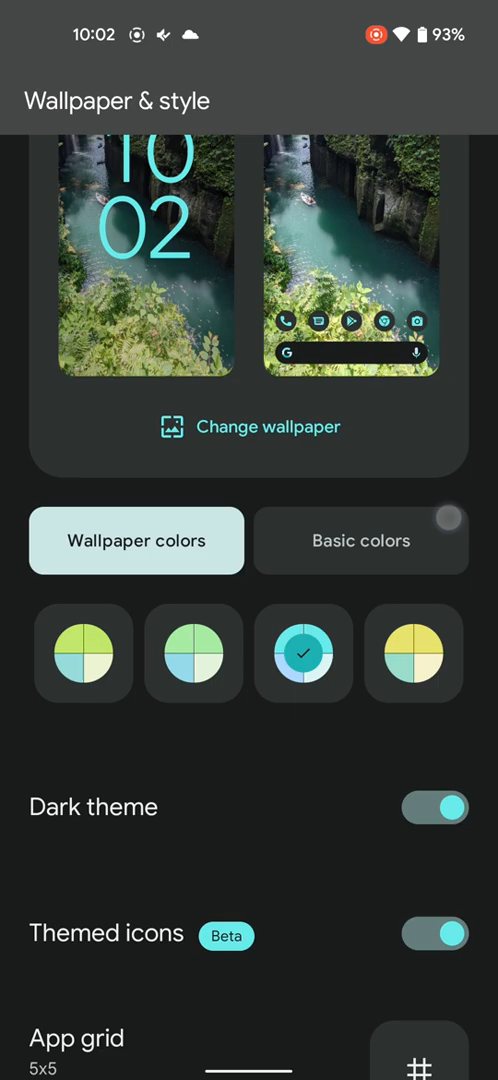 10:02
93%
Wallpaper & style
10
02
G
Change wallpaper
Wallpaper colors
Basic colors
Dark theme
Themed icons Beta
App grid
5x5